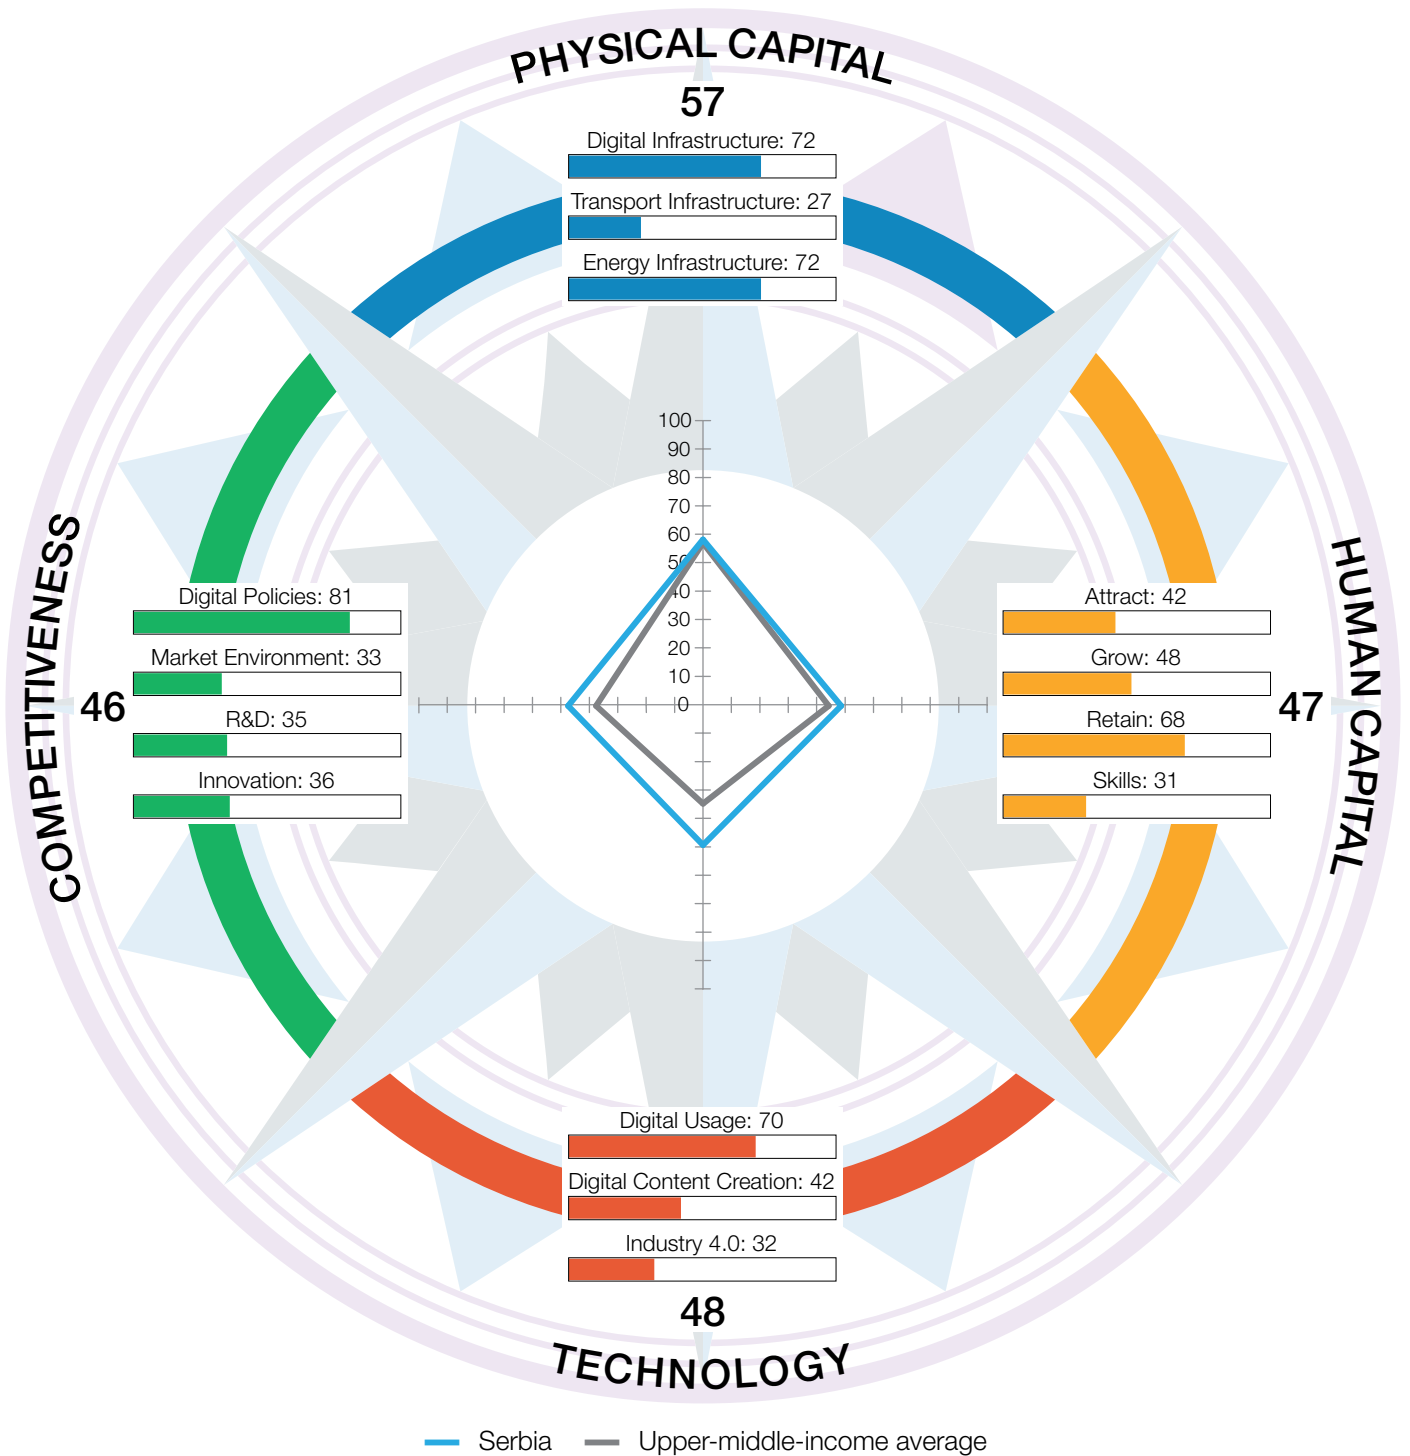 PHYSICAL CAPITAL
57
Digital Infrastructure: 72
Transport Infrastructure: 27
Energy Infrastructure: 72
100
90
80
70
60
50
40
30
20
10
0
COMPETITIVENESS
46
Digital Policies: 81
Market Environment: 33
R&D: 35
Innovation: 36
HUMAN CAPITAL
47
Attract: 42
Grow: 48
Retain: 68
Skills: 31
Digital Usage: 70
Digital Content Creation: 42
Industry 4.0: 32
48
TECHNOLOGY
Serbia
Upper-middle-income average